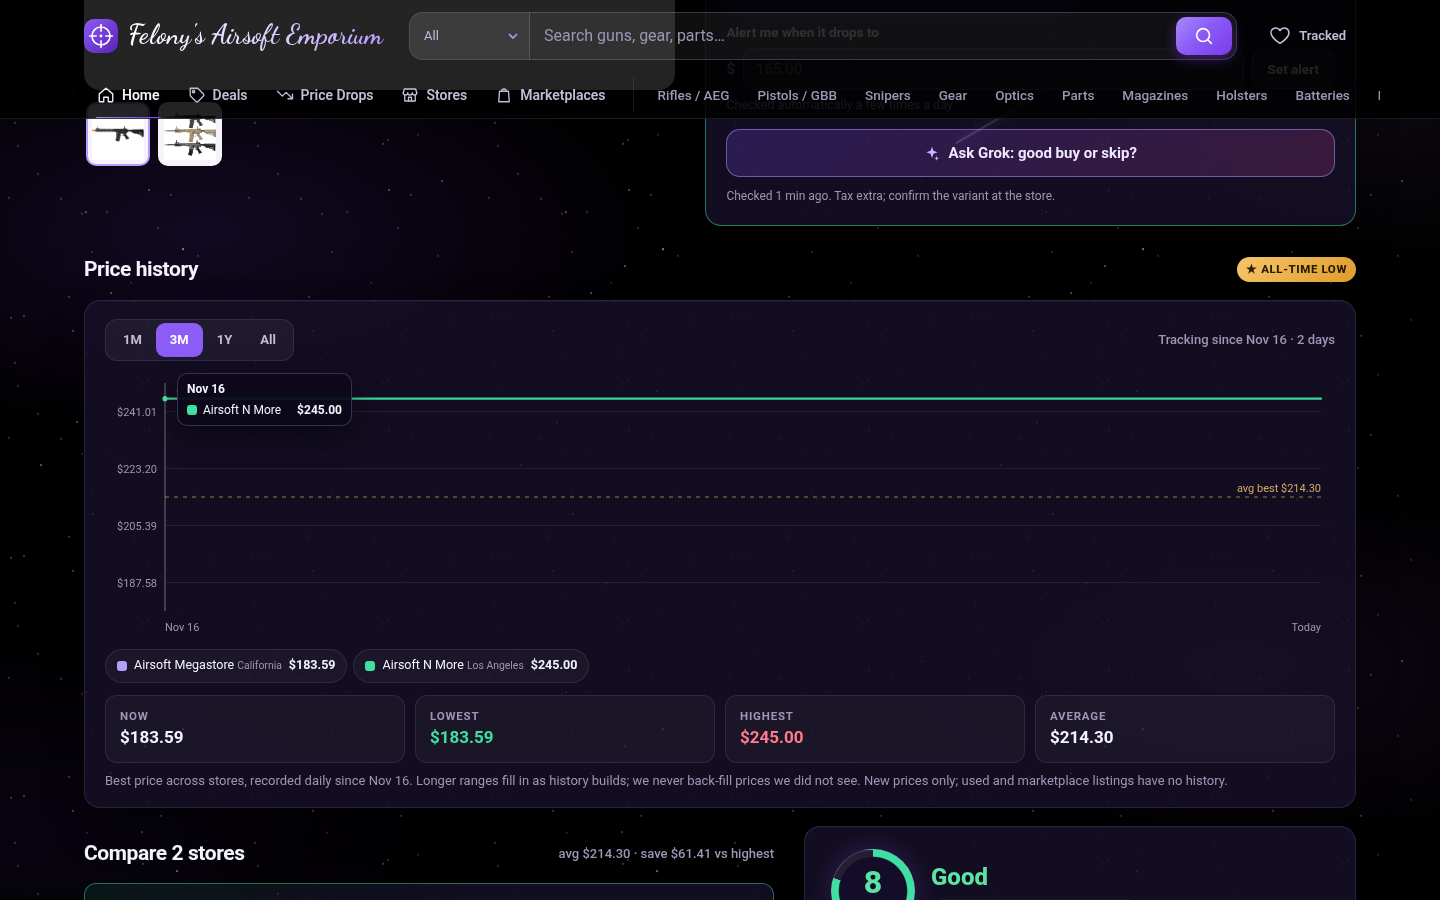 Felony's Airsoft Emporium
All
Search guns, gear, parts...
Tracked
Alert me when it drops to
$ 165.00
Set alert
Home
Deals
Price Drops
Stores
Marketplaces
Rifles / AEG
Pistols / GBB
Snipers
Gear
Optics
Parts
Magazines
Holsters
Batteries
Checked automatically a few times a day.
Ask Grok: good buy or skip?
Checked 1 min ago. Tax extra; confirm the variant at the store.
Price history
★ ALL-TIME LOW
1M 3M 1Y All
Tracking since Nov 16 · 2 days
Nov 16
Airsoft N More $245.00
$241.01
$223.20
avg best $214.30
$205.39
$187.58
Nov 16
Today
Airsoft Megastore California $183.59
Airsoft N More Los Angeles $245.00
NOW
$183.59
LOWEST
$183.59
HIGHEST
$245.00
AVERAGE
$214.30
Best price across stores, recorded daily since Nov 16. Longer ranges fill in as history builds; we never back-fill prices we did not see. New prices only; used and marketplace listings have no history.
Compare 2 stores
avg $214.30 · save $61.41 vs highest
8
Good